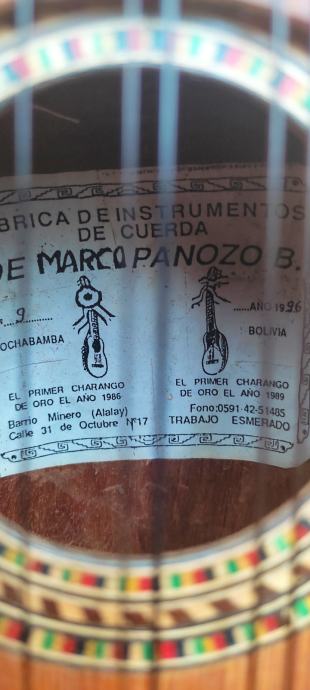 BRICA DE INSTRUMENTOS
DE CUERDA
DE MARCO PANOZO B.
9
AÑO 1996
OCHABAMBA
BOLIVIA
EL PRIMER CHARANGO
DE ORO EL AÑO 1986
EL PRIMER CHARANGO
DE ORO EL AÑO 1989
Barrio Minero (Alalay)
Calle 31 de Octubre Nº17
Fono:0591-42-51485
TRABAJO ESMERADO